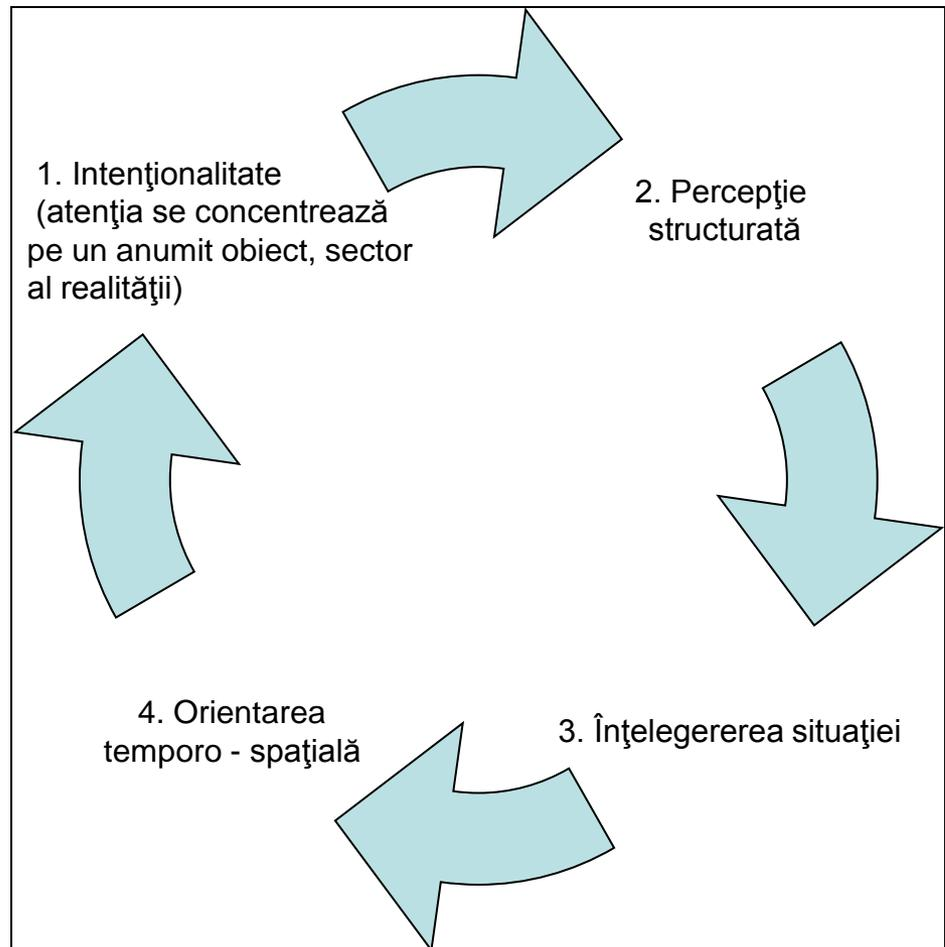 1. Intenţionalitate
(atenţia se concentrează
pe un anumit obiect, sector
al realităţii)
2. Percepţie
structurată
3. Înţelegererea situaţiei
4. Orientarea
temporo - spaţială